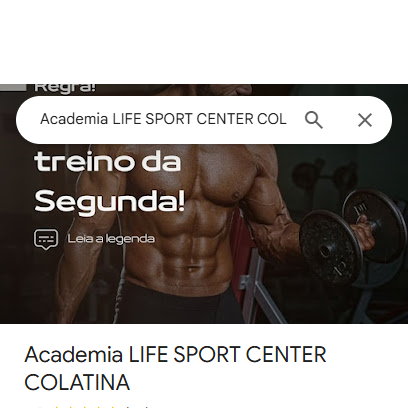 Regra!
Academia LIFE SPORT CENTER COL
treino da
Segunda!
Leia a legenda
Academia LIFE SPORT CENTER
COLATINA